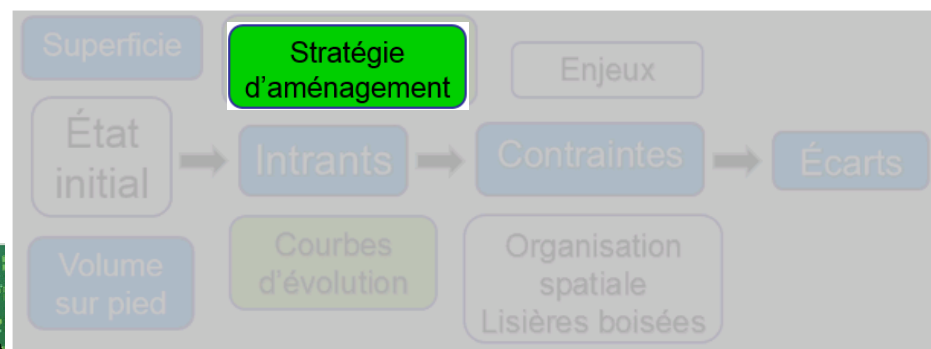 Superficie
Stratégie
d'aménagement
Enjeux
État
initial
Intrants
Contraintes
Écarts
Volume
sur pied
Courbes
d'évolution
Organisation
spatiale
Lisières boisées